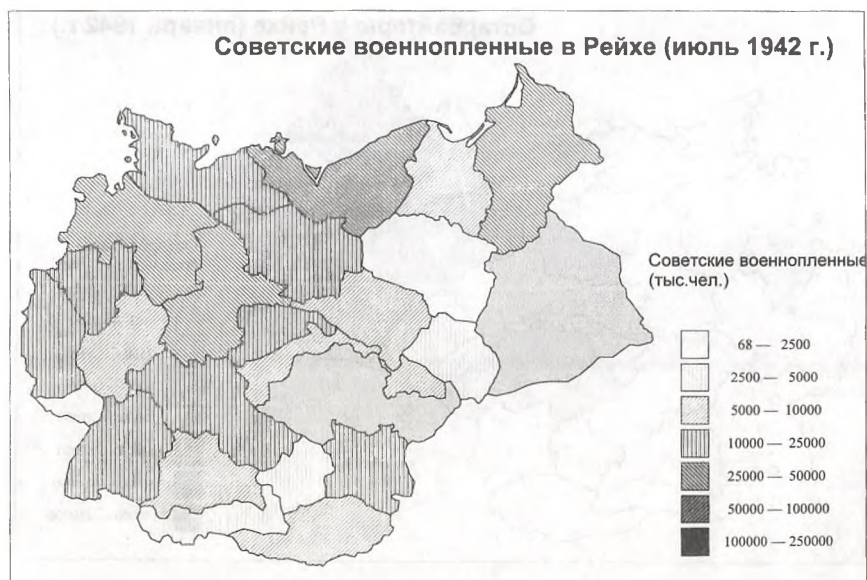 Советские военнопленные в Рейхе (июль 1942 г.)
Советские военнопленные
(тыс.чел.)
68 — 2500
2500 — 5000
5000 — 10000
10000 — 25000
25000 — 50000
50000 — 100000
100000 — 250000